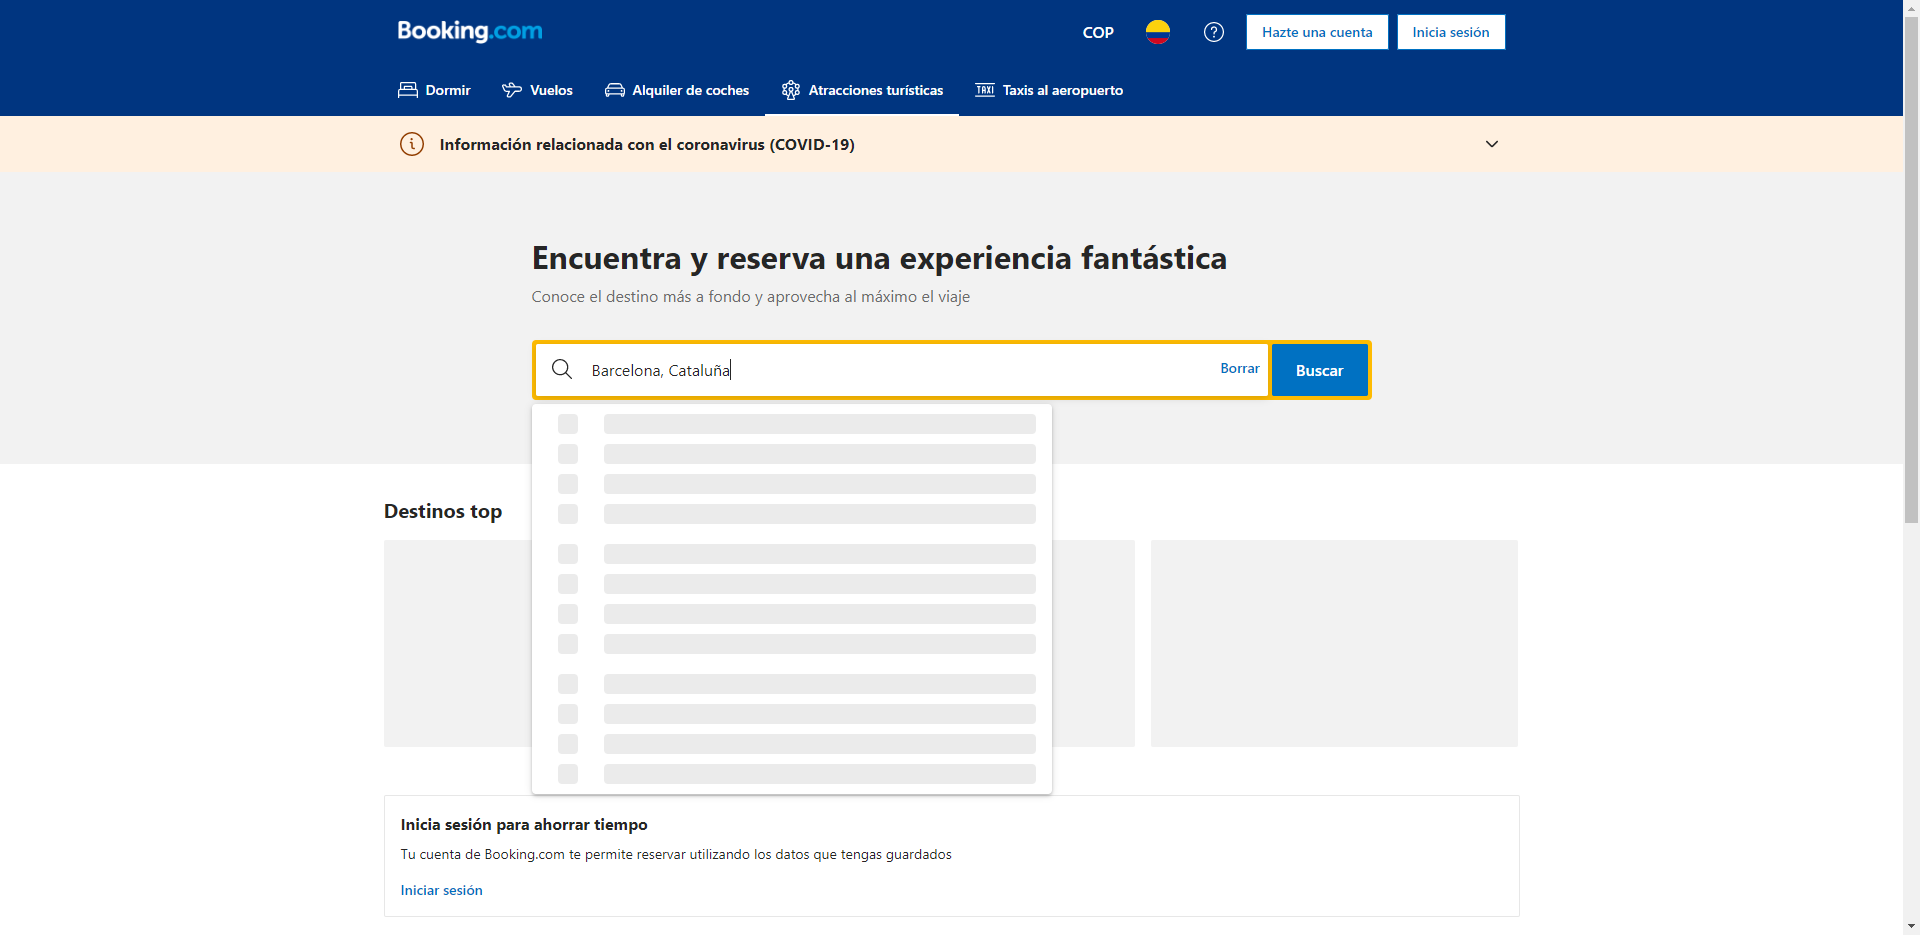 Booking.com
COP
Hazte una cuenta
Inicia sesión
Dormir
Vuelos
Alquiler de coches
Atracciones turísticas
TAXI
Taxis al aeropuerto
Información relacionada con el coronavirus (COVID-19)
Encuentra y reserva una experiencia fantástica
Conoce el destino más a fondo y aprovecha al máximo el viaje
Barcelona, Cataluña
Borrar
Buscar
Destinos top
Inicia sesión para ahorrar tiempo
Tu cuenta de Booking.com te permite reservar utilizando los datos que tengas guardados
Iniciar sesión